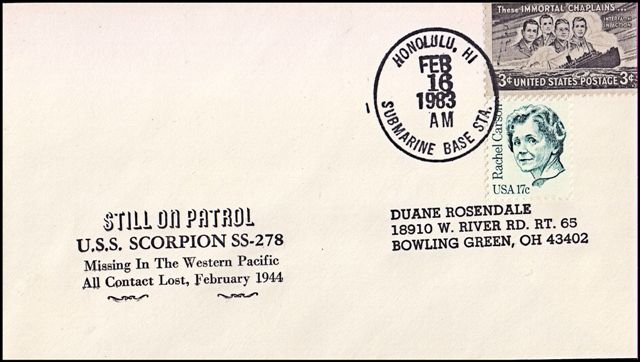 These IMMORTAL CHAPLAINS...
INTERFAITH
IN ACTION
3¢ UNITED STATES POSTAGE 3¢
HONOLULU, HI
FEB
16
1983
AM
SUBMARINE BASE STA.
Rachel Carson
USA 17c
STILL ON PATROL
U.S.S. SCORPION SS-278
Missing In The Western Pacific
All Contact Lost, February 1944
DUANE ROSENDALE
18910 W. RIVER RD. RT. 65
BOWLING GREEN, OH 43402